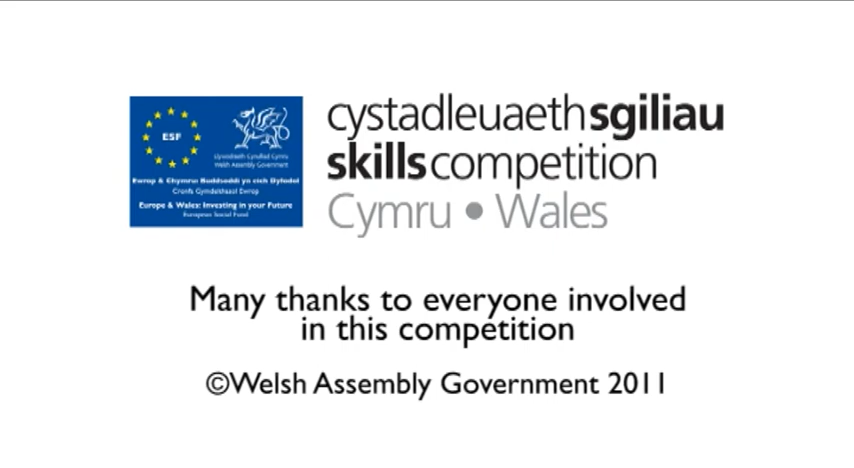 ESF
Llywodraeth Cynulliad Cymru
Welsh Assembly Government
Ewrop & Chymru: Buddsoddi yn eich Dyfodol
Cronfa Gymdeithasol Ewrop
Europe & Wales: Investing in your Future
European Social Fund
cystadleuaethsgiliau
skillscompetition
Cymru • Wales
Many thanks to everyone involved
in this competition
©Welsh Assembly Government 2011